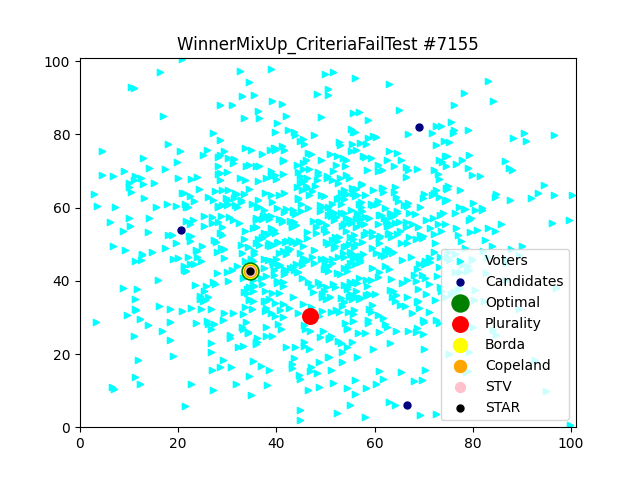 WinnerMixUp_CriteriaFailTest #7155
100
80
60
40
20
0
0
20
40
60
80
100
Voters
Candidates
Optimal
Plurality
Borda
Copeland
STV
STAR